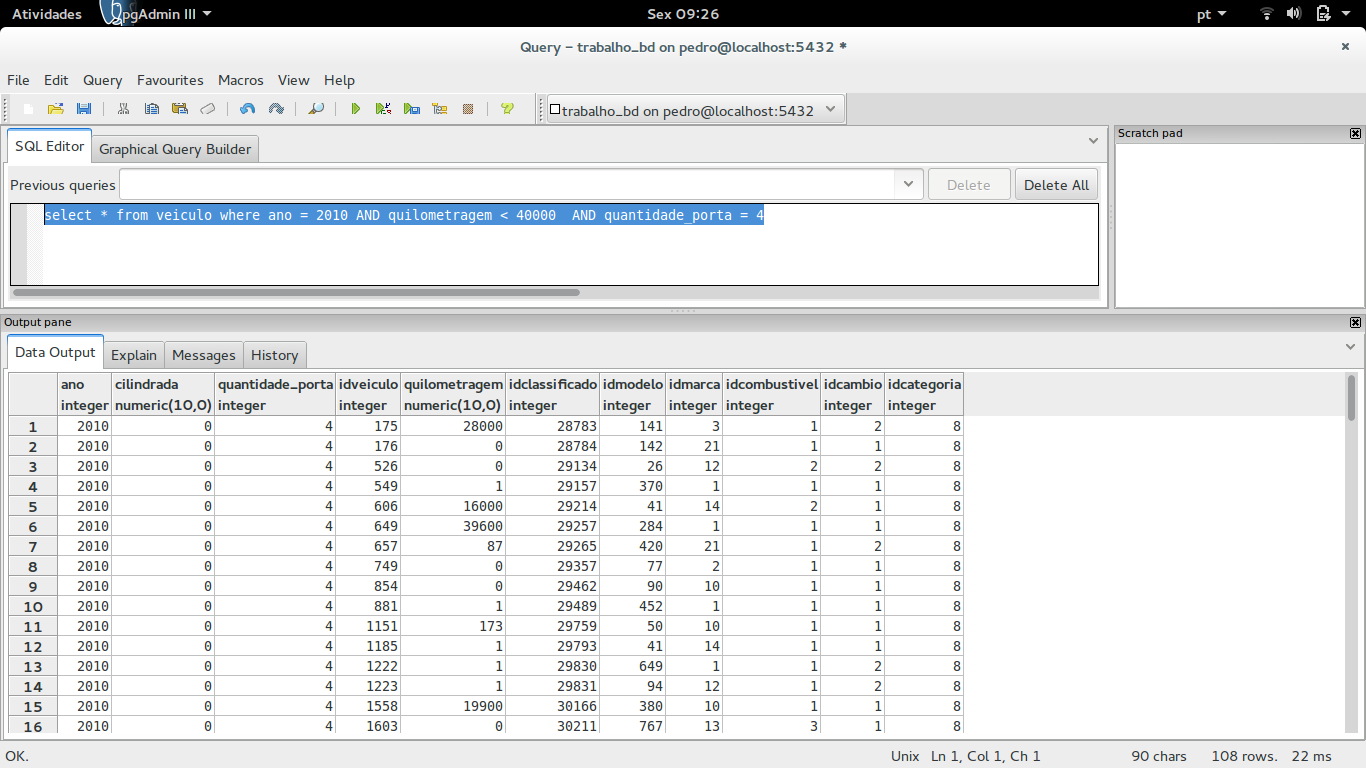 Atividades pgAdmin III Sex 09:26 pt
Query - trabalho_bd on pedro@localhost:5432 *
File Edit Query Favourites Macros View Help
trabalho_bd on pedro@localhost:5432
SQL Editor Graphical Query Builder
Scratch pad
Previous queries Delete Delete All
select * from veiculo where ano = 2010 AND quilometragem < 40000  AND quantidade_porta = 4
Output pane
Data Output Explain Messages History
ano cilindrada quantidade_porta idveiculo quilometragem idclassificado idmodelo idmarca idcombustivel idcambio idcategoria
integer numeric(10,0) integer integer numeric(10,0) integer integer integer integer integer integer
1 2010 0 4 175 28000 28783 141 3 1 2 8
2 2010 0 4 176 0 28784 142 21 1 1 8
3 2010 0 4 526 0 29134 26 12 2 2 8
4 2010 0 4 549 1 29157 370 1 1 1 8
5 2010 0 4 606 16000 29214 41 14 2 1 8
6 2010 0 4 649 39600 29257 284 1 1 1 8
7 2010 0 4 657 87 29265 420 21 1 2 8
8 2010 0 4 749 0 29357 77 2 1 1 8
9 2010 0 4 854 0 29462 90 10 1 1 8
10 2010 0 4 881 1 29489 452 1 1 1 8
11 2010 0 4 1151 173 29759 50 10 1 1 8
12 2010 0 4 1185 1 29793 41 14 1 1 8
13 2010 0 4 1222 1 29830 649 1 1 2 8
14 2010 0 4 1223 1 29831 94 12 1 2 8
15 2010 0 4 1558 19900 30166 380 10 1 1 8
16 2010 0 4 1603 0 30211 767 13 3 1 8
OK. Unix Ln 1, Col 1, Ch 1 90 chars 108 rows. 22 ms